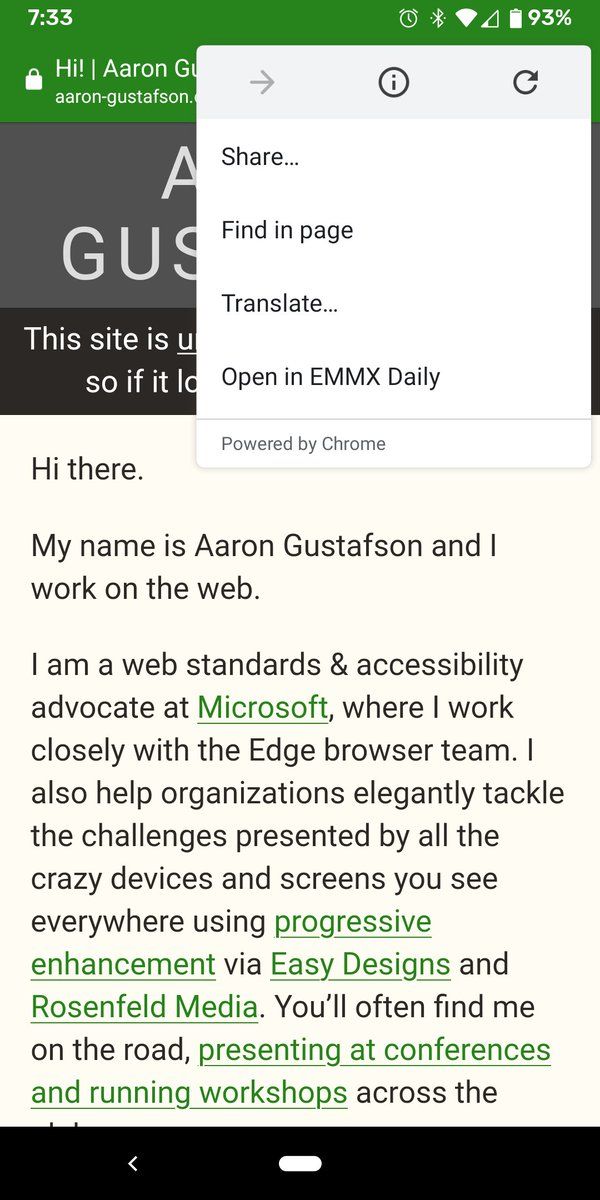 7:33
93%
Hi! | Aaron Gu
aaron-gustafson.
A
GUS
Share…
Find in page
Translate…
Open in EMMX Daily
Powered by Chrome
This site is
so if it
Hi there.
My name is Aaron Gustafson and I
work on the web.
I am a web standards & accessibility
advocate at Microsoft, where I work
closely with the Edge browser team. I
also help organizations elegantly tackle
the challenges presented by all the
crazy devices and screens you see
everywhere using progressive
enhancement via Easy Designs and
Rosenfeld Media. You’ll often find me
on the road, presenting at conferences
and running workshops across the